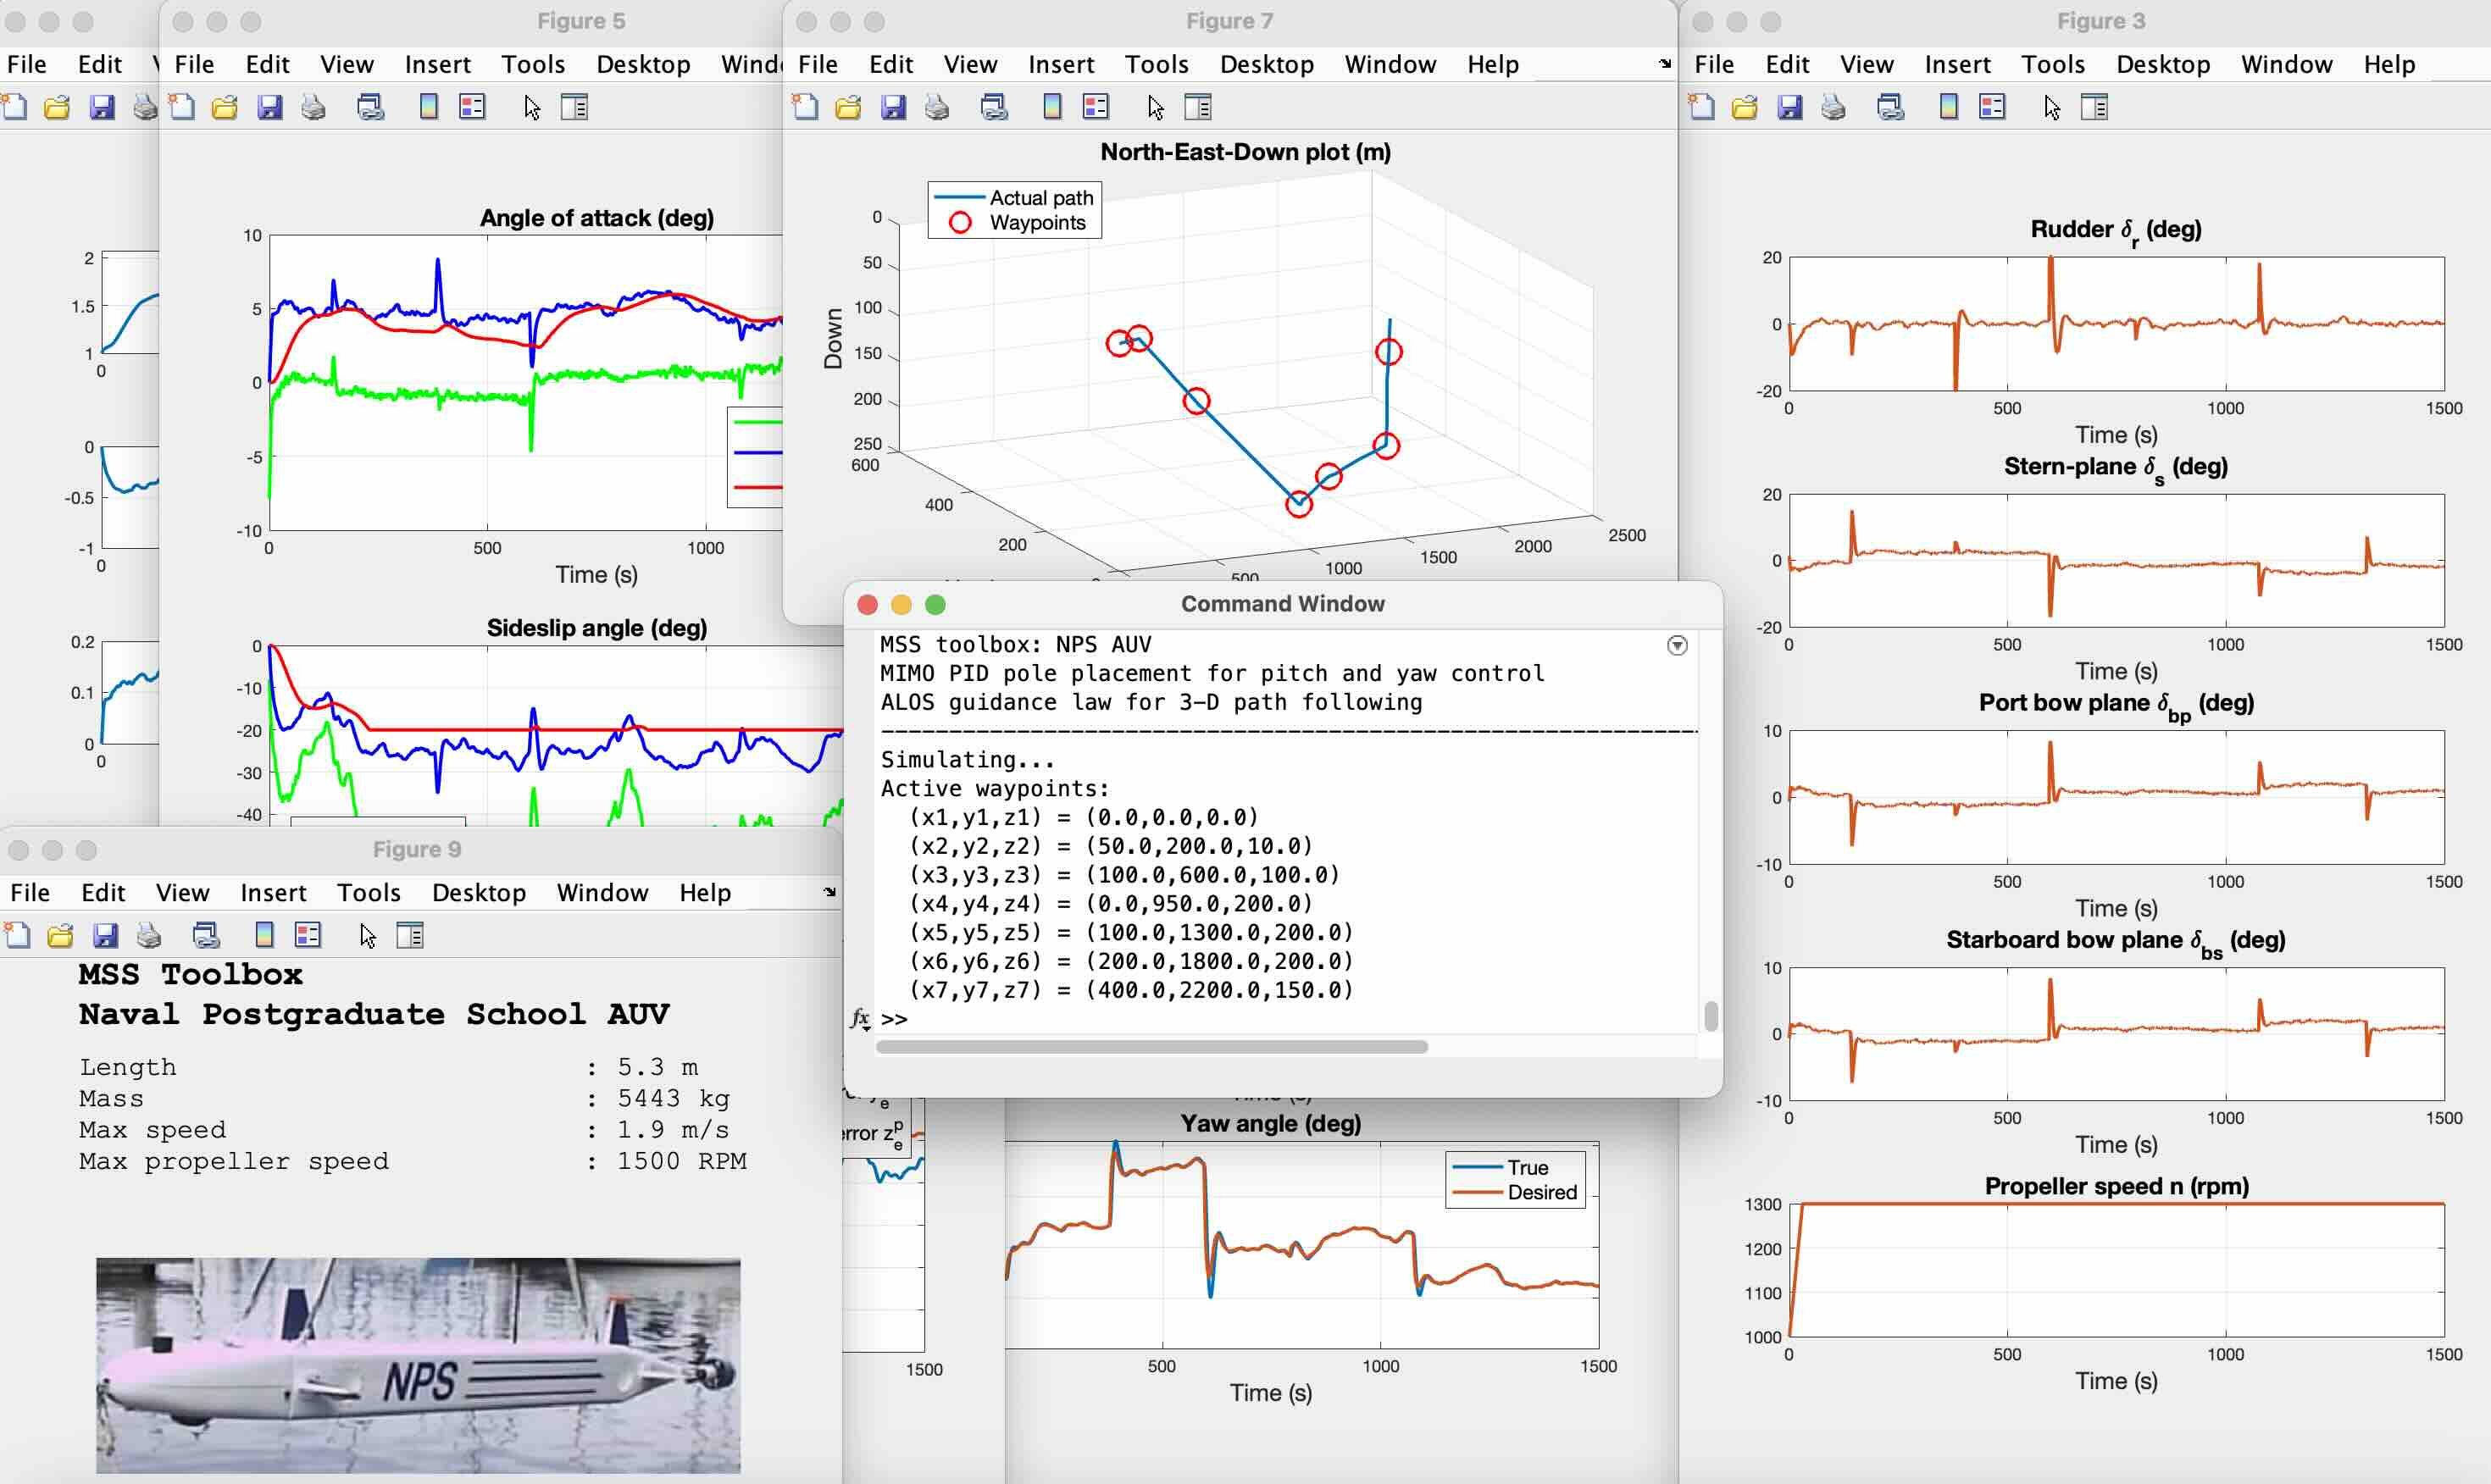 File Edit
2
1.5
1
0
0
-0.5
-1
0
0.2
0.1
0
0
Figure 5
File Edit View Insert Tools Desktop
Angle of attack (deg)
10
5
0
-5
-10
0 500 1000
Time (s)
Sideslip angle (deg)
0
-10
-20
-30
-40
Figure 7
File Edit View Insert Tools Desktop Window Help
North-East-Down plot (m)
Actual path
Waypoints
Down
0
50
100
150
200
250
600
400
200
500
1000
1500
2000
2500
Figure 3
File Edit View Insert Tools Desktop Window Help
Rudder δr (deg)
20
0
-20
0 500 1000 1500
Time (s)
Stern-plane δs (deg)
20
0
-20
0 500 1000 1500
Time (s)
Port bow plane δbp (deg)
10
0
-10
0 500 1000 1500
Time (s)
Starboard bow plane δbs (deg)
10
0
-10
0 500 1000 1500
Time (s)
Propeller speed n (rpm)
1300
1200
1100
1000
0 500 1000 1500
Time (s)
Command Window
MSS toolbox: NPS AUV
MIMO PID pole placement for pitch and yaw control
ALOS guidance law for 3-D path following
Simulating...
Active waypoints:
(x1,y1,z1) = (0.0,0.0,0.0)
(x2,y2,z2) = (50.0,200.0,10.0)
(x3,y3,z3) = (100.0,600.0,100.0)
(x4,y4,z4) = (0.0,950.0,200.0)
(x5,y5,z5) = (100.0,1300.0,200.0)
(x6,y6,z6) = (200.0,1800.0,200.0)
(x7,y7,z7) = (400.0,2200.0,150.0)
fx >>
Figure 9
File Edit View Insert Tools Desktop Window Help
MSS Toolbox
Naval Postgraduate School AUV
Length : 5.3 m
Mass : 5443 kg
Max speed : 1.9 m/s
Max propeller speed : 1500 RPM
NPS
1500
Yaw angle (deg)
True
Desired
500 1000 1500
Time (s)